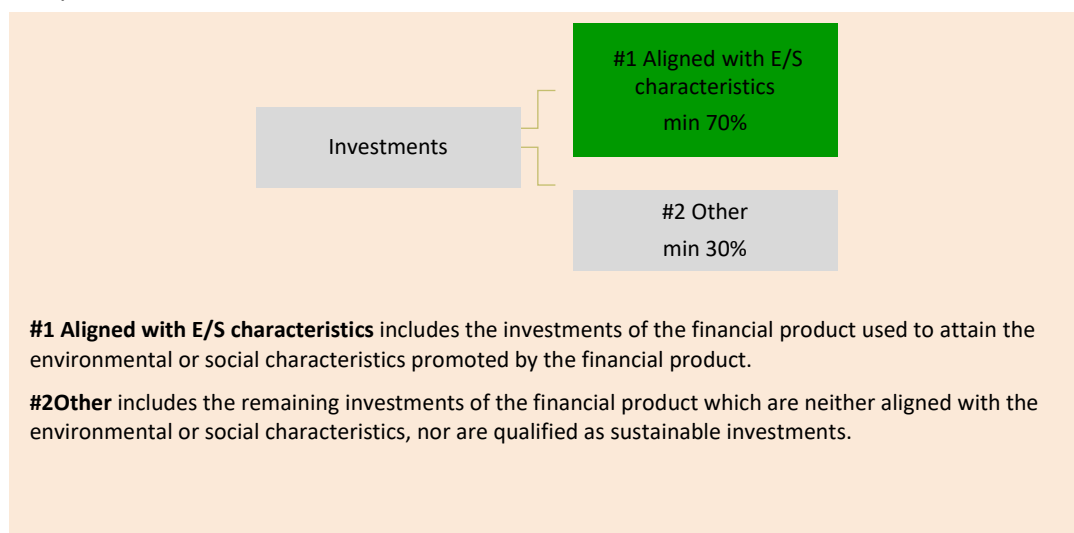 #1 Aligned with E/S
characteristics
min 70%
Investments
#2 Other
min 30%
#1 Aligned with E/S characteristics includes the investments of the financial product used to attain the
environmental or social characteristics promoted by the financial product.
#2Other includes the remaining investments of the financial product which are neither aligned with the
environmental or social characteristics, nor are qualified as sustainable investments.